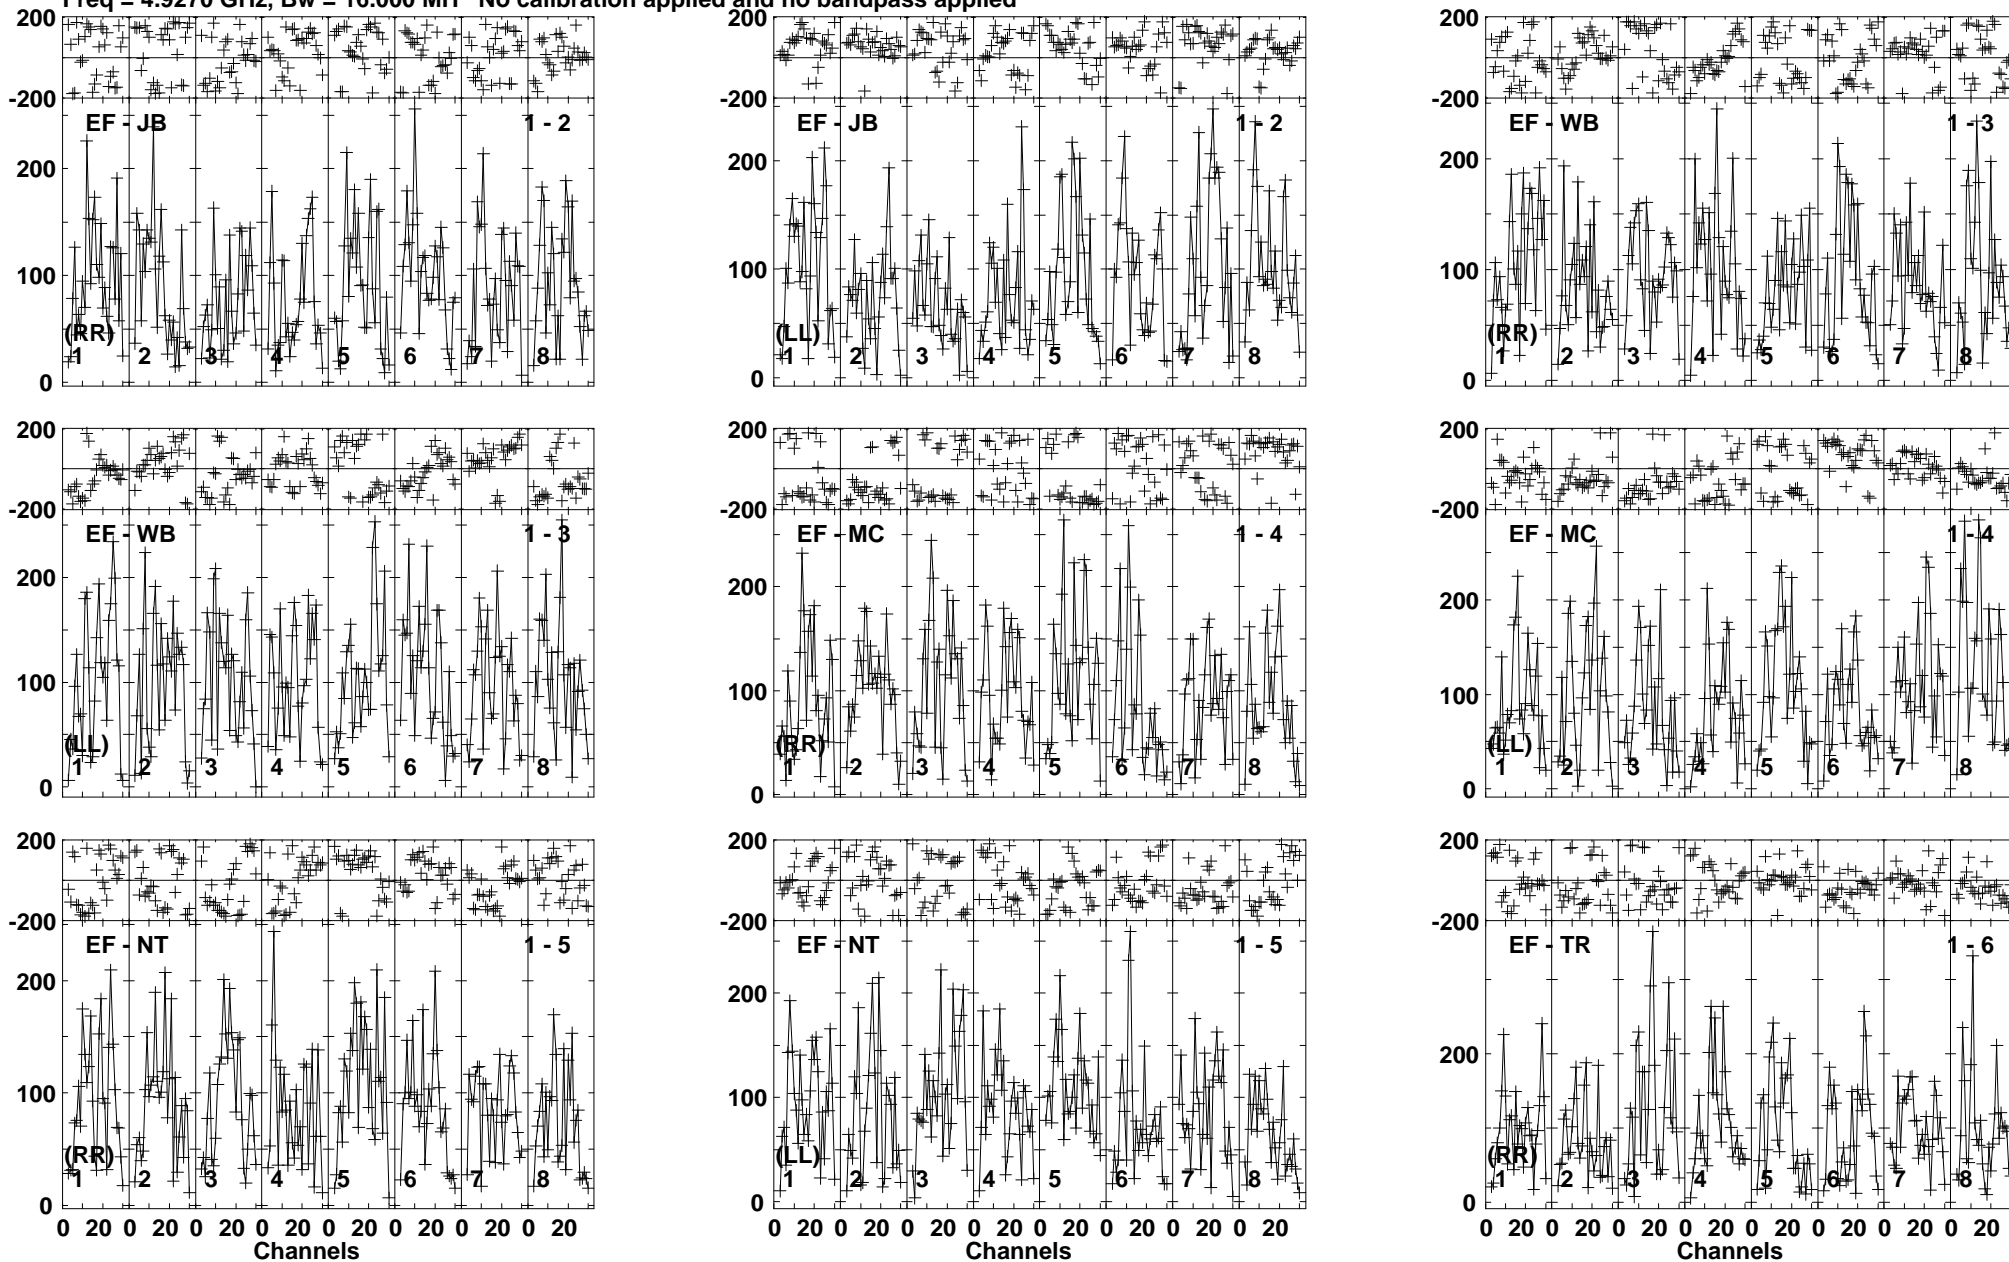 Freq = 4.9270 GHz, Bw = 16.000 MH No calibration applied and no bandpass applied
200 200 200
-200 -200 -200
EF - JB 1 - 2 EF - JB 1 - 2 EF - WB 1 - 3
200 200 200
100 100 100
(RR) (LL) (RR)
1 2 3 4 5 6 7 8 1 2 3 4 5 6 7 8 1 2 3 4 5 6 7 8
0 0 0
200 200 200
-200 -200 -200
EF - WB 1 - 3 EF - MC 1 - 4 EF - MC 1 - 4
200 200 200
100 100 100
(LL) (RR) (LL)
1 2 3 4 5 6 7 8 1 2 3 4 5 6 7 8 1 2 3 4 5 6 7 8
0 0 0
200 200 200
-200 -200 -200
EF - NT 1 - 5 EF - NT 1 - 5 EF - TR 1 - 6
200 200 200
100 100
(RR) (LL) (RR)
1 2 3 4 5 6 7 8 1 2 3 4 5 6 7 8 1 2 3 4 5 6 7 8
0 0 0
0 20 0 20 0 20 0 20 0 20 0 20 0 20 0 20 0 20 0 20 0 20 0 20 0 20 0 20 0 20 0 20 0 20 0 20 0 20 0 20 0 20 0 20 0 20 0 20
Channels Channels Channels